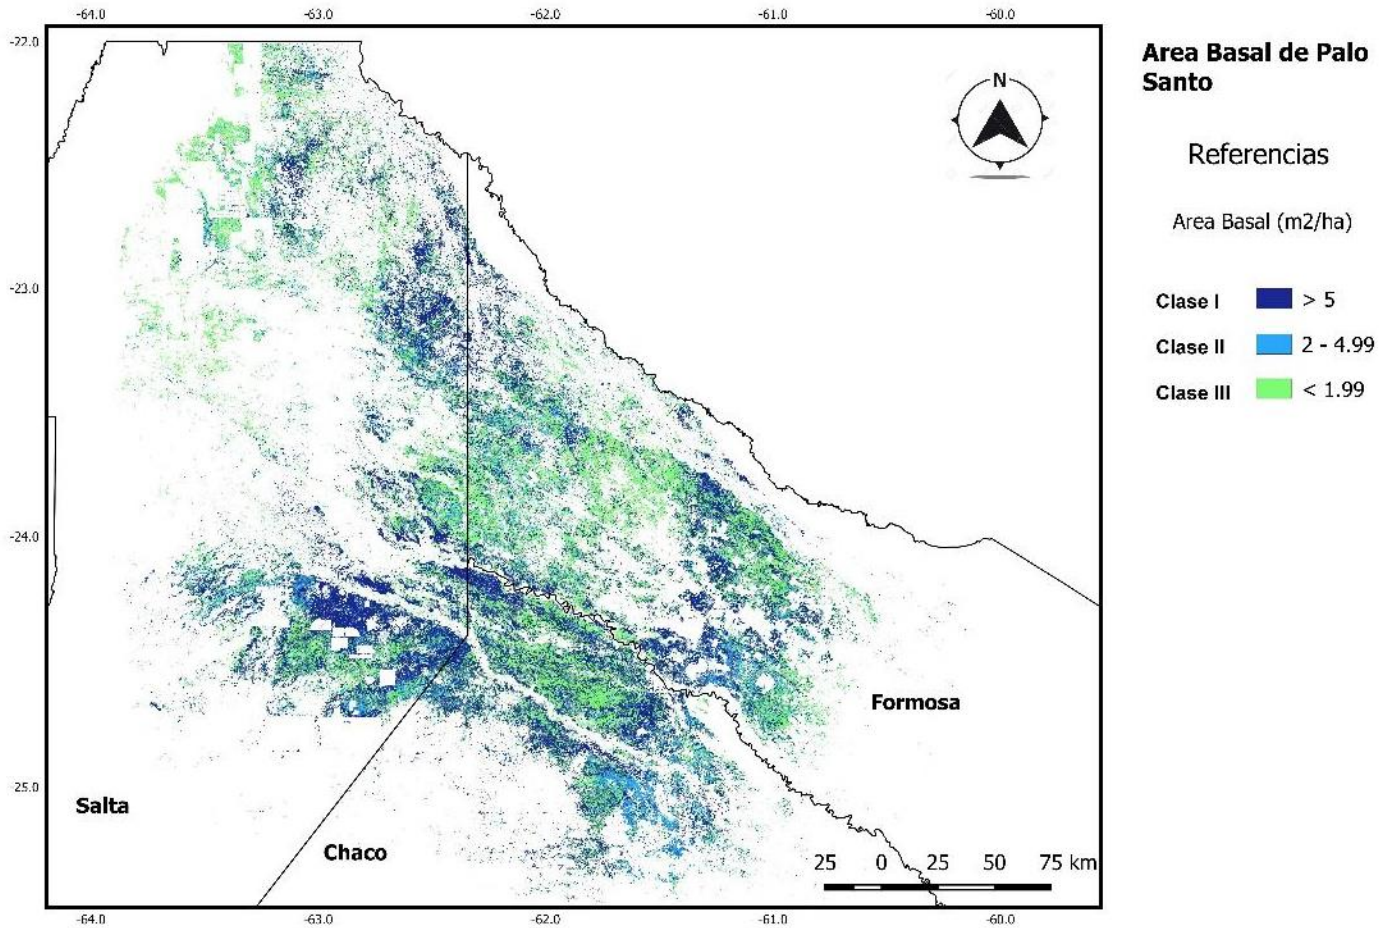 -64.0 -63.0 -62.0 -61.0 -60.0
-22.0
-23.0
-24.0
-25.0
N
Salta
Chaco
Formosa
25 0 25 50 75 km
-64.0 -63.0 -62.0 -61.0 -60.0
Area Basal de Palo
Santo
Referencias
Area Basal (m2/ha)
Clase I > 5
Clase II 2 - 4.99
Clase III < 1.99